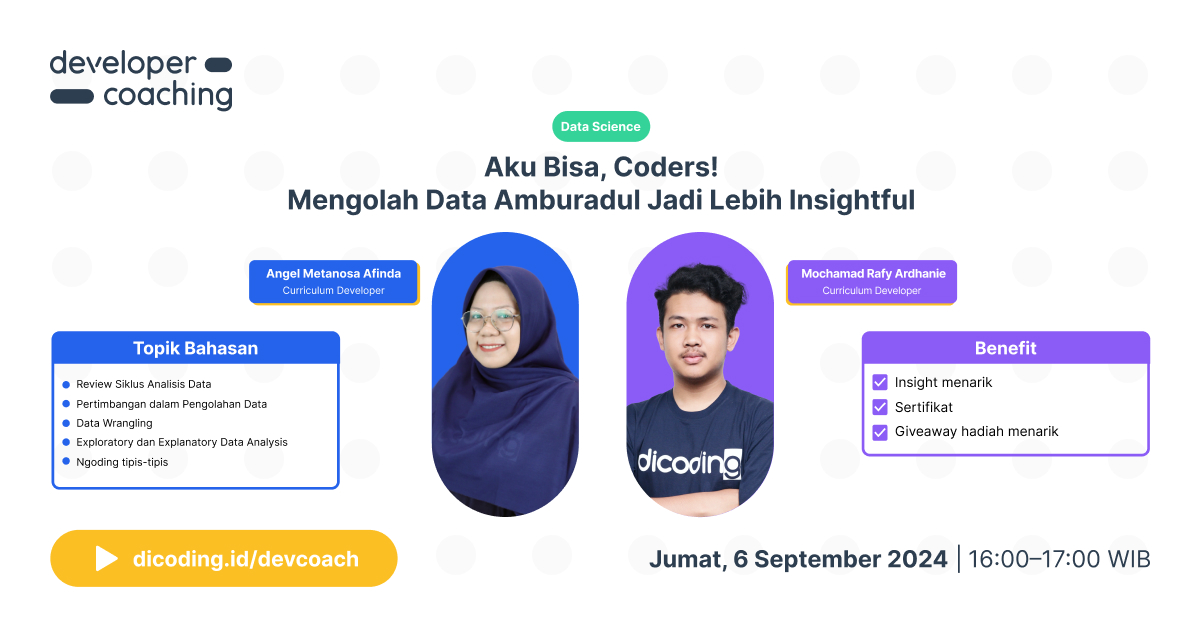 developer
coaching
Data Science
Aku Bisa, Coders!
Mengolah Data Amburadul Jadi Lebih Insightful
Angel Metanosa Afinda
Curriculum Developer
Mochamad Rafy Ardhanie
Curriculum Developer
Topik Bahasan
Review Siklus Analisis Data
Pertimbangan dalam Pengolahan Data
Data Wrangling
Exploratory dan Explanatory Data Analysis
Ngoding tipis-tipis
Benefit
Insight menarik
Sertifikat
Giveaway hadiah menarik
dicoding
dicoding.id/devcoach
Jumat, 6 September 2024 | 16:00–17:00 WIB